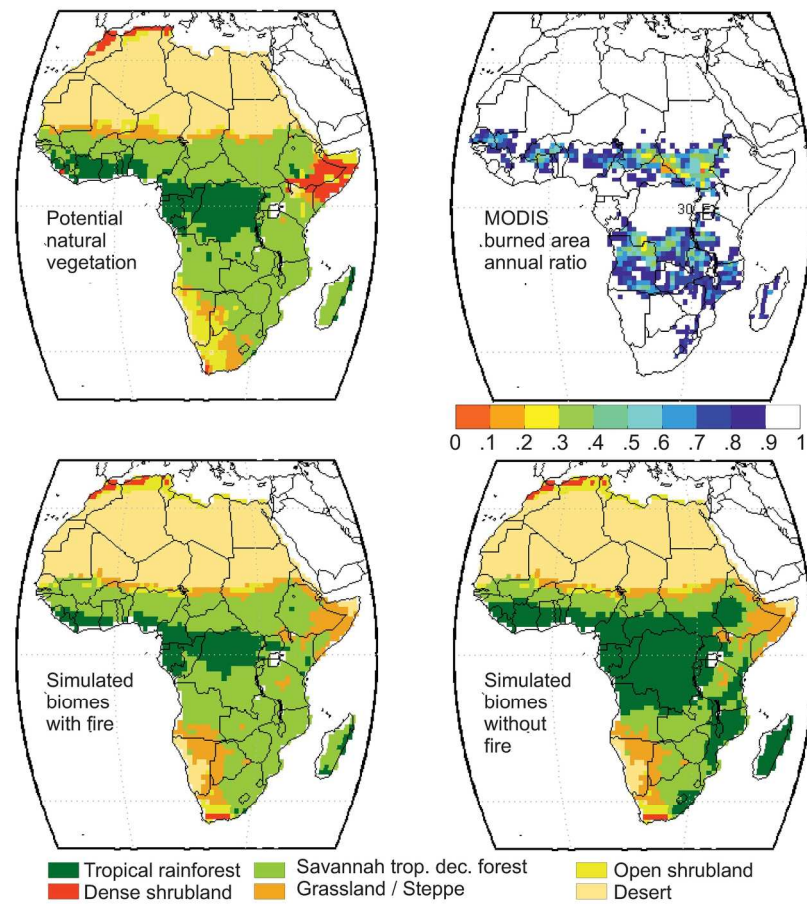 Potential
natural
vegetation
MODIS
burned area
annual ratio
30 E
0 .1 .2 .3 .4 .5 .6 .7 .8 .9 1
Simulated
biomes
with fire
Simulated
biomes
without
fire
Tropical rainforest
Savannah trop. dec. forest
Open shrubland
Dense shrubland
Grassland / Steppe
Desert